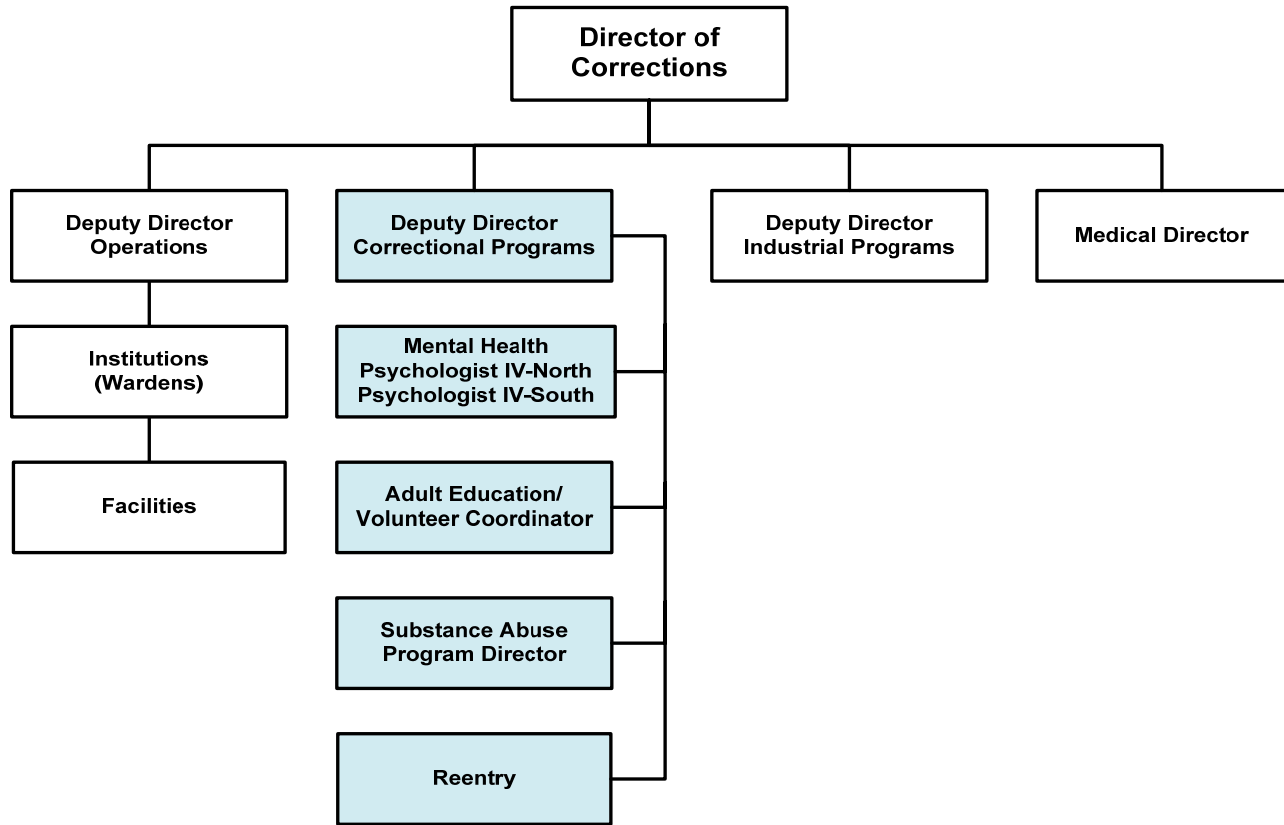 Director of
Corrections
Deputy Director
Operations
Deputy Director
Correctional Programs
Deputy Director
Industrial Programs
Medical Director
Institutions
(Wardens)
Mental Health
Psychologist IV-North
Psychologist IV-South
Facilities
Adult Education/
Volunteer Coordinator
Substance Abuse
Program Director
Reentry